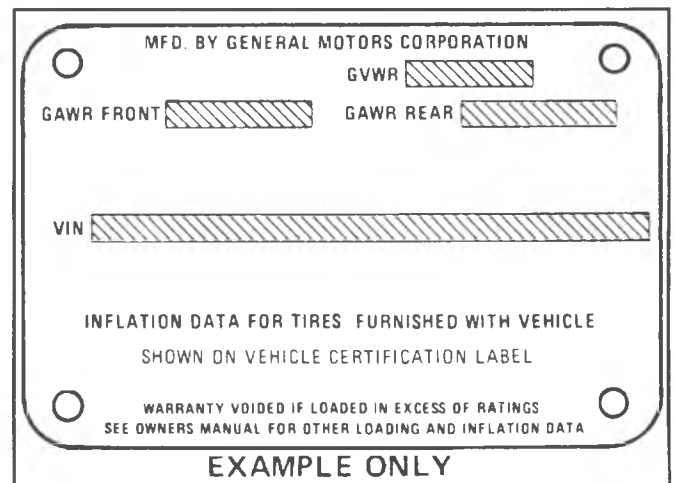 MFD. BY GENERAL MOTORS CORPORATION
GVWR
GAWR FRONT GAWR REAR
VIN
INFLATION DATA FOR TIRES FURNISHED WITH VEHICLE
SHOWN ON VEHICLE CERTIFICATION LABEL
WARRANTY VOIDED IF LOADED IN EXCESS OF RATINGS
SEE OWNERS MANUAL FOR OTHER LOADING AND INFLATION DATA
EXAMPLE ONLY